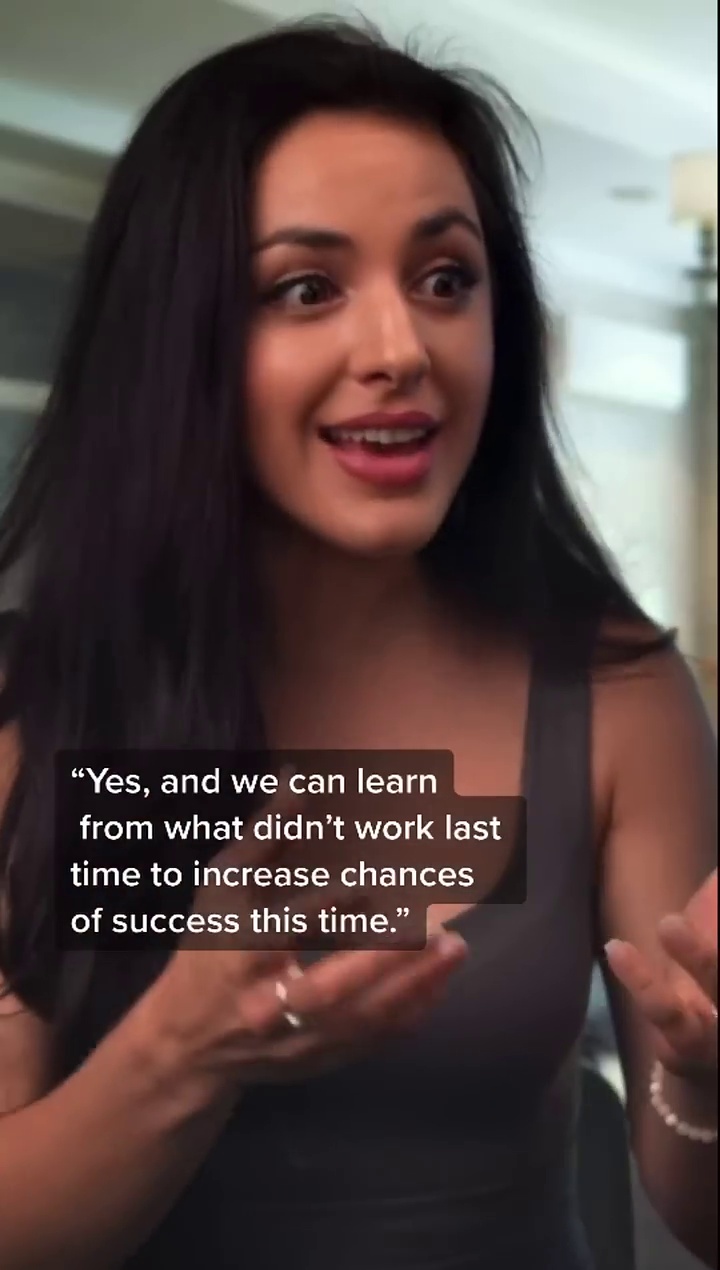 “Yes, and we can learn
from what didn’t work last
time to increase chances
of success this time.”